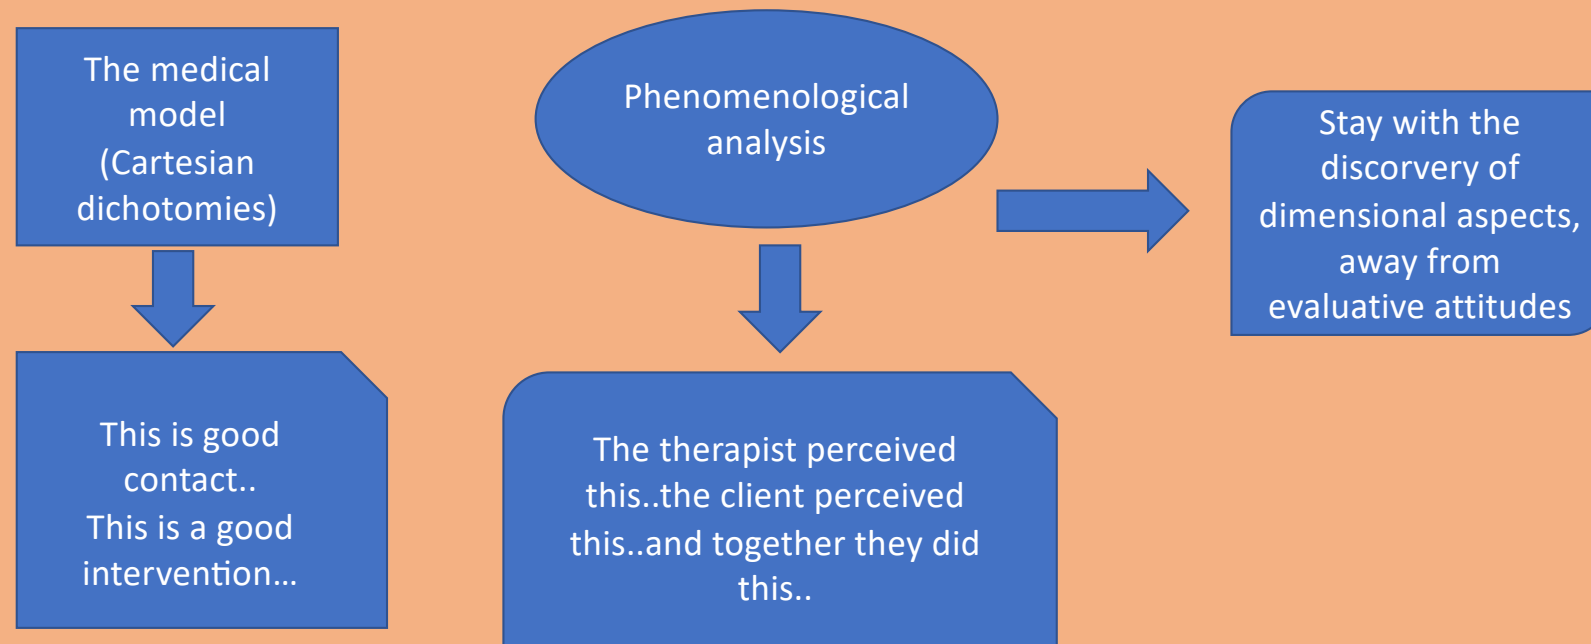 The medical
model
(Cartesian
dichotomies)
Phenomenological
analysis
Stay with the
discorvery of
dimensional aspects,
away from
evaluative attitudes
This is good
contact..
This is a good
intervention...
The therapist perceived
this..the client perceived
this..and together they did
this..